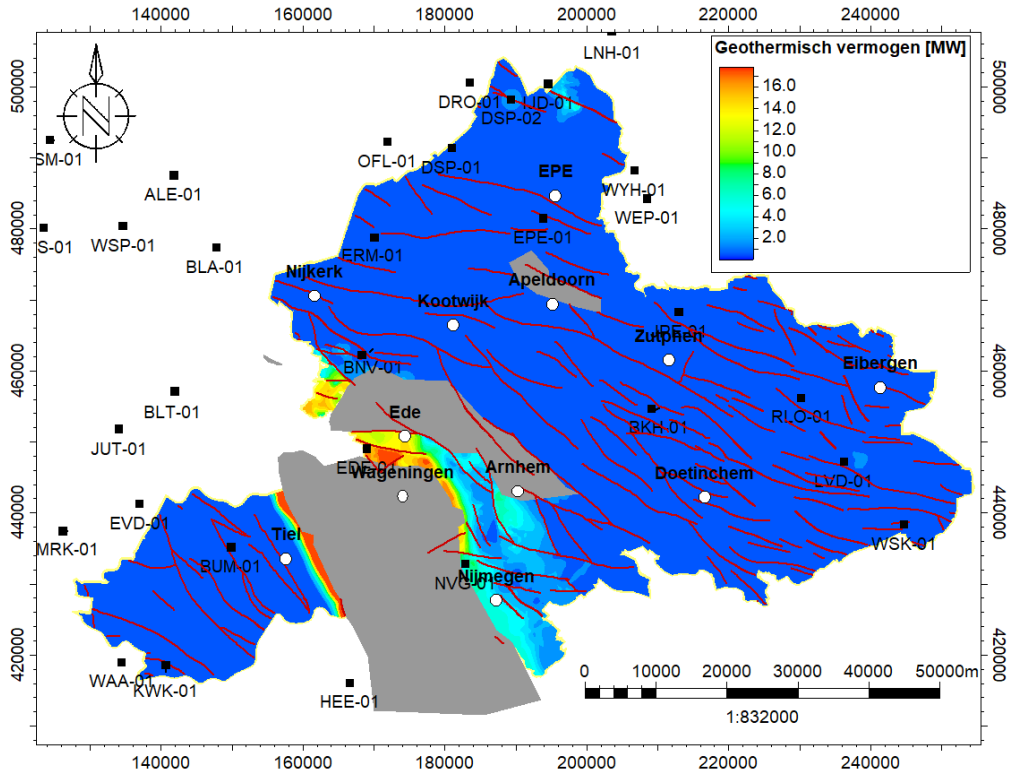 140000 160000 180000 200000 220000 240000
LNH-01
Geothermisch vermogen [MW]
16.0
14.0
12.0
10.0
8.0
6.0
4.0
2.0
500000
480000
460000
440000
420000
500000
480000
460000
440000
420000
N
DRO-01
IJD-01
DSP-02
SM-01
OFL-01
DSP-01
ALE-01
EPE
WYH-01
WEP-01
S-01
WSP-01
EPE-01
BLA-01
ERM-01
Nijkerk
Apeldoorn
Kootwijk
JPE-01
Zutphen
BNV-01
Eibergen
BLT-01
Ede
BKH-01
RLO-01
JUT-01
EDE-01
Wageningen
Arnhem
Doetinchem
LVD-01
EVD-01
MRK-01
Tiel
BUM-01
WSK-01
NVG-01
Nijmegen
WAA-01
KWK-01
HEE-01
0 10000 20000 30000 40000 50000m
1:832000
140000 160000 180000 200000 220000 240000